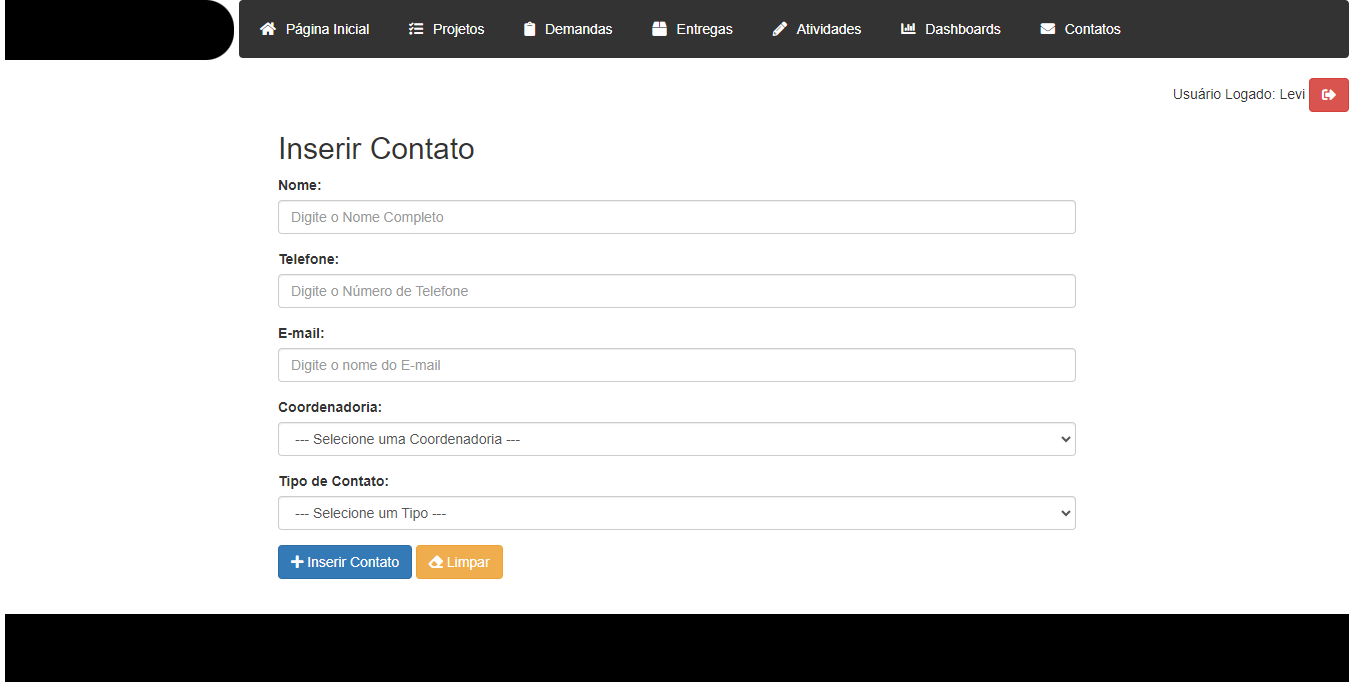 Página Inicial Projetos Demandas Entregas Atividades Dashboards Contatos
Usuário Logado: Levi
Inserir Contato
Nome:
Digite o Nome Completo
Telefone:
Digite o Número de Telefone
E-mail:
Digite o nome do E-mail
Coordenadoria:
--- Selecione uma Coordenadoria ---
Tipo de Contato:
--- Selecione um Tipo ---
Inserir Contato Limpar